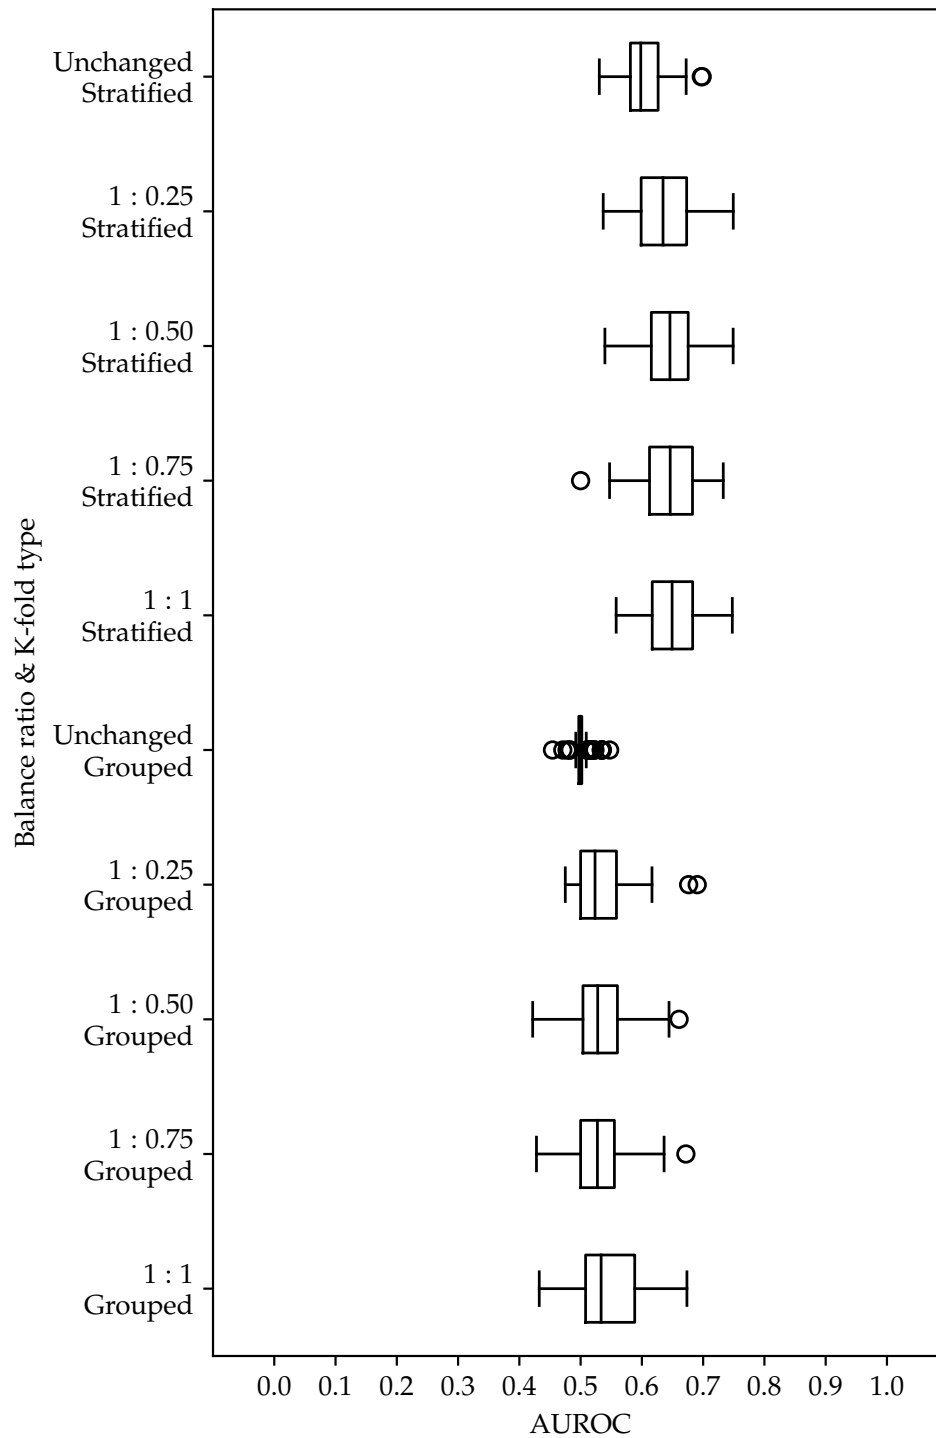 Balance ratio & K-fold type
Unchanged
Stratified
1 : 0.25
Stratified
1 : 0.50
Stratified
1 : 0.75
Stratified
1 : 1
Stratified
Unchanged
Grouped
1 : 0.25
Grouped
1 : 0.50
Grouped
1 : 0.75
Grouped
1 : 1
Grouped
0.0 0.1 0.2 0.3 0.4 0.5 0.6 0.7 0.8 0.9 1.0
AUROC